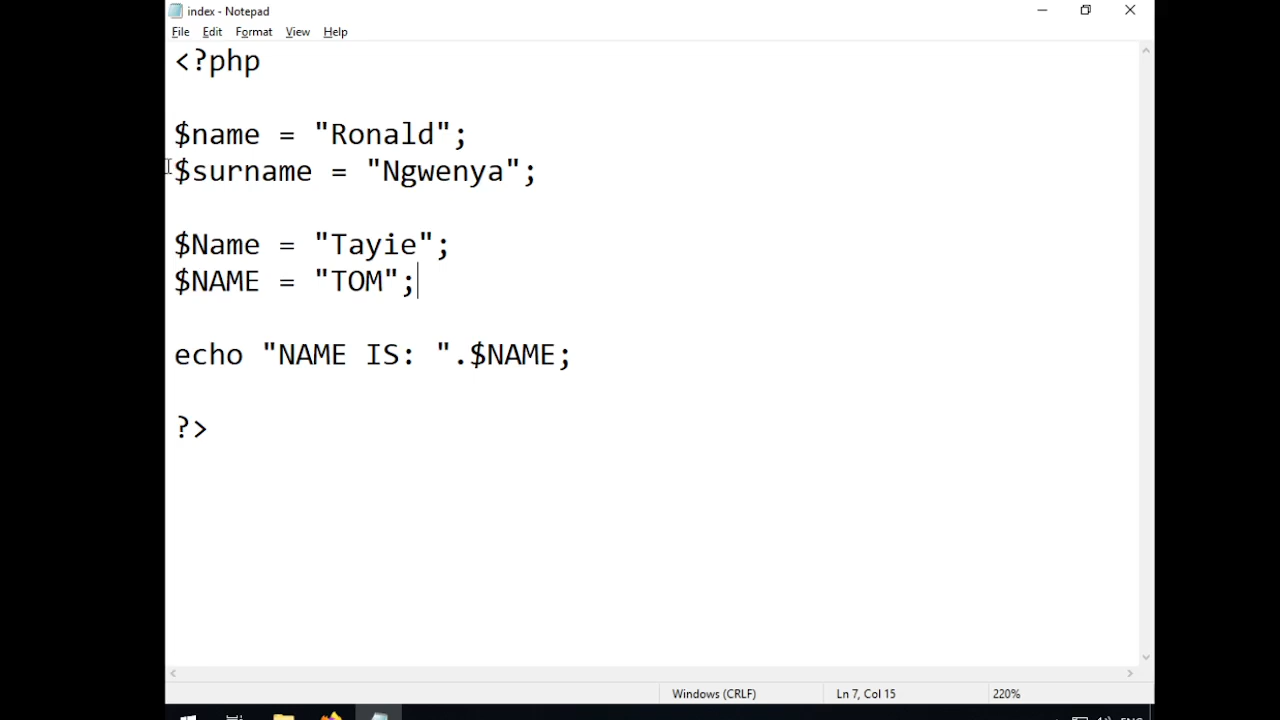 index - Notepad
File Edit Format View Help
<?php
$name = "Ronald";
$surname = "Ngwenya";
$Name = "Tayie";
$NAME = "TOM";
echo "NAME IS: ".$NAME;
?>
Windows (CRLF) Ln 7, Col 15 220%